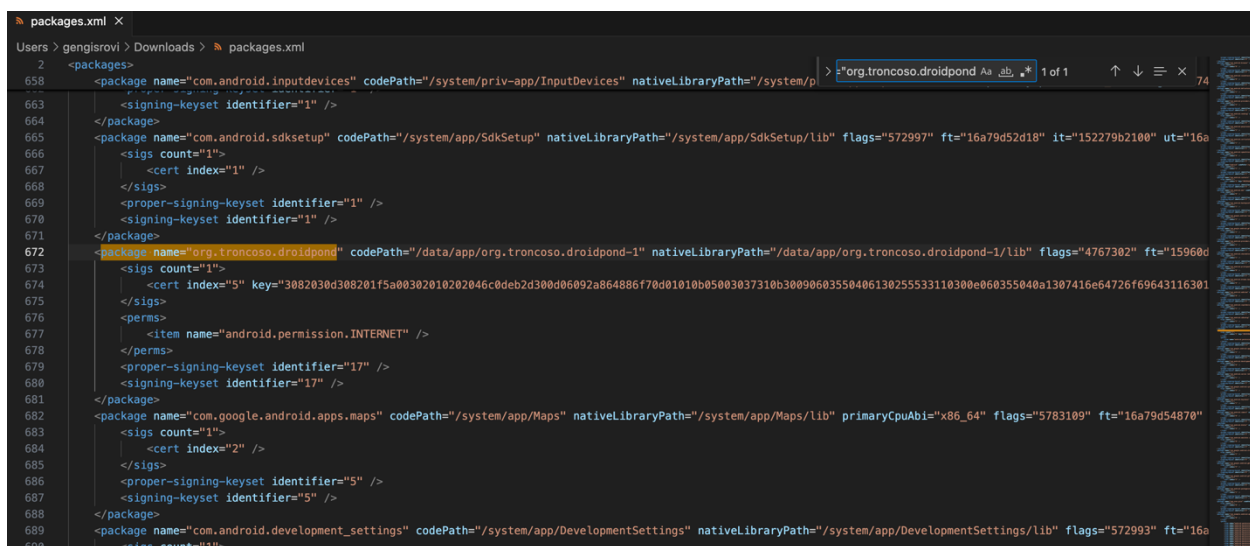 packages.xml ×
Users > gengisrovi > Downloads > packages.xml
="org.troncoso.droidpond Aa ab .* 1 of 1
2 <packages>
658 <package name="com.android.inputdevices" codePath="/system/priv-app/InputDevices" nativeLibraryPath="/system/p
663 <signing-keyset identifier="1" />
664 </package>
665 <package name="com.android.sdksetup" codePath="/system/app/SdkSetup" nativeLibraryPath="/system/app/SdkSetup/lib" flags="572997" ft="16a79d52d18" it="152279b2100" ut="16a
666 <sigs count="1">
667 <cert index="1" />
668 </sigs>
669 <proper-signing-keyset identifier="1" />
670 <signing-keyset identifier="1" />
671 </package>
672 <package name="org.troncoso.droidpond" codePath="/data/app/org.troncoso.droidpond-1" nativeLibraryPath="/data/app/org.troncoso.droidpond-1/lib" flags="4767302" ft="15960d
673 <sigs count="1">
674 <cert index="5" key="3082030d308201f5a00302010202046c0deb2d300d06092a864886f70d01010b05003037310b3009060355040613025553311030​0e060355040a1307416e64726f69643116301
675 </sigs>
676 <perms>
677 <item name="android.permission.INTERNET" />
678 </perms>
679 <proper-signing-keyset identifier="17" />
680 <signing-keyset identifier="17" />
681 </package>
682 <package name="com.google.android.apps.maps" codePath="/system/app/Maps" nativeLibraryPath="/system/app/Maps/lib" primaryCpuAbi="x86_64" flags="5783109" ft="16a79d54870"
683 <sigs count="1">
684 <cert index="2" />
685 </sigs>
686 <proper-signing-keyset identifier="5" />
687 <signing-keyset identifier="5" />
688 </package>
689 <package name="com.android.development_settings" codePath="/system/app/DevelopmentSettings" nativeLibraryPath="/system/app/DevelopmentSettings/lib" flags="572993" ft="16a